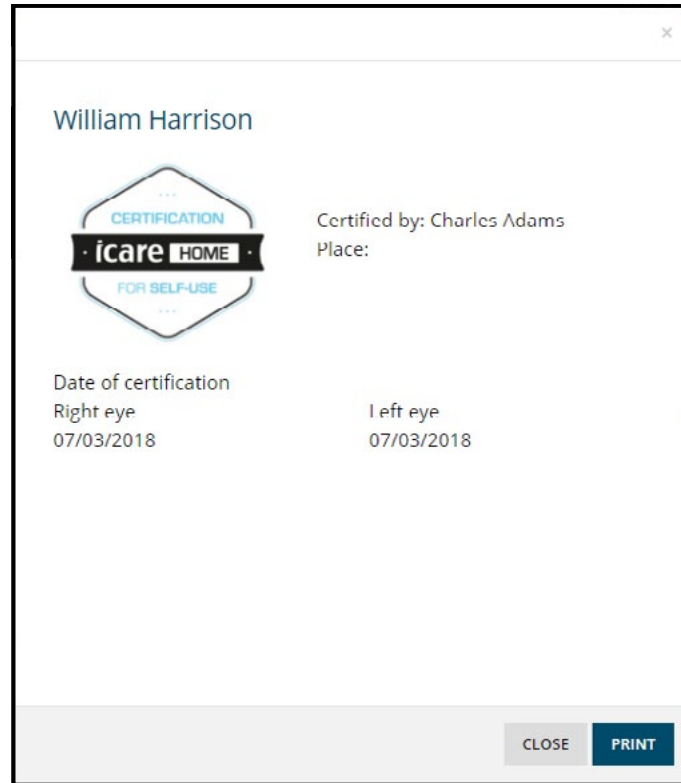 ×
William Harrison
CERTIFICATION
· icare HOME ·
FOR SELF-USE
Certified by: Charles Adams
Place:
Date of certification
Right eye
Left eye
07/03/2018
07/03/2018
CLOSE
PRINT